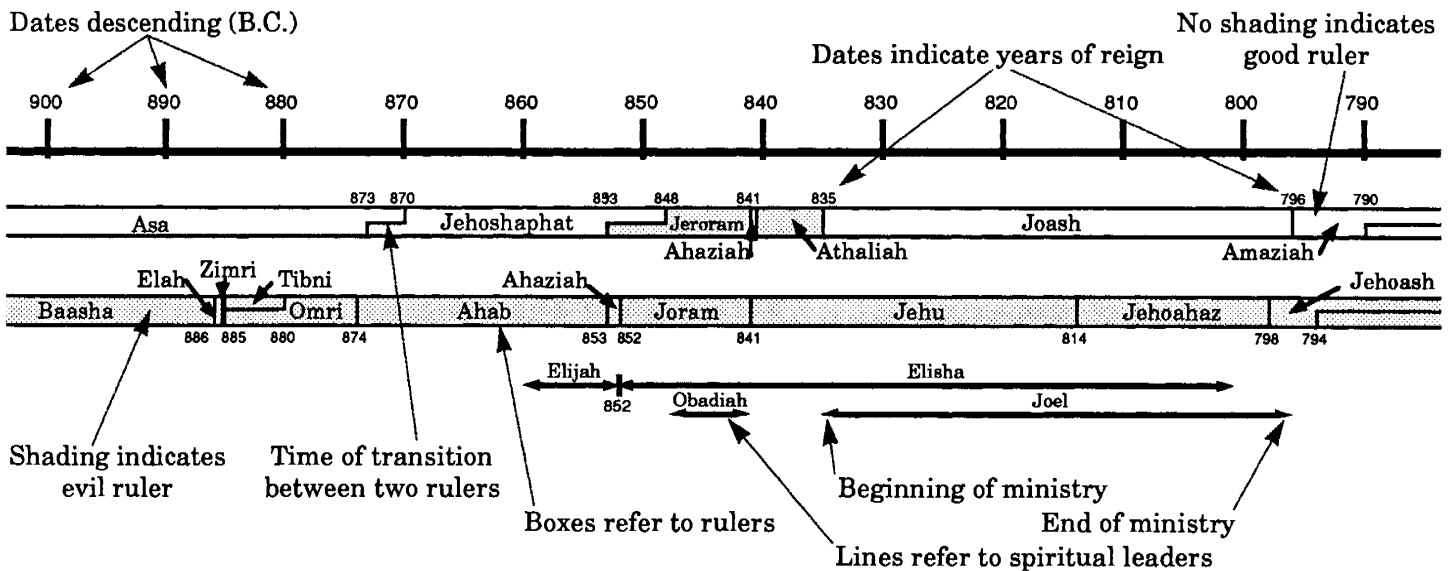 Dates descending (B.C.)
No shading indicates
good ruler
Dates indicate years of reign
900 890 880 870 860 850 840 830 820 810 800 790
873 870 853 848 841 835 796 790
Asa Jehoshaphat Jeroram Joash
Ahaziah Athaliah Amaziah
Elah Zimri Tibni Ahaziah Jehoash
Baasha Omri Ahab Joram Jehu Jehoahaz
886 885 880 874 853 852 841 814 798 794
Elijah Elisha
852 Obadiah Joel
Shading indicates
evil ruler
Time of transition
between two rulers
Boxes refer to rulers
Beginning of ministry
End of ministry
Lines refer to spiritual leaders